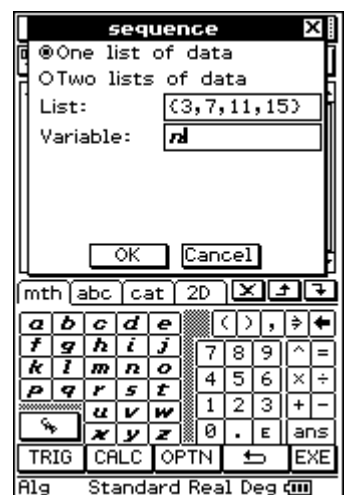 sequence X
One list of data
Two lists of data
List: {3,7,11,15}
Variable: n
OK Cancel
mth abc cat 2D
a b c d e ( ) ,
f g h i j 7 8 9 ^ =
k l m n o 4 5 6 × ÷
p q r s t 1 2 3 + −
u v w
x y z 0 . E ans
TRIG CALC OPTN EXE
Alg Standard Real Deg